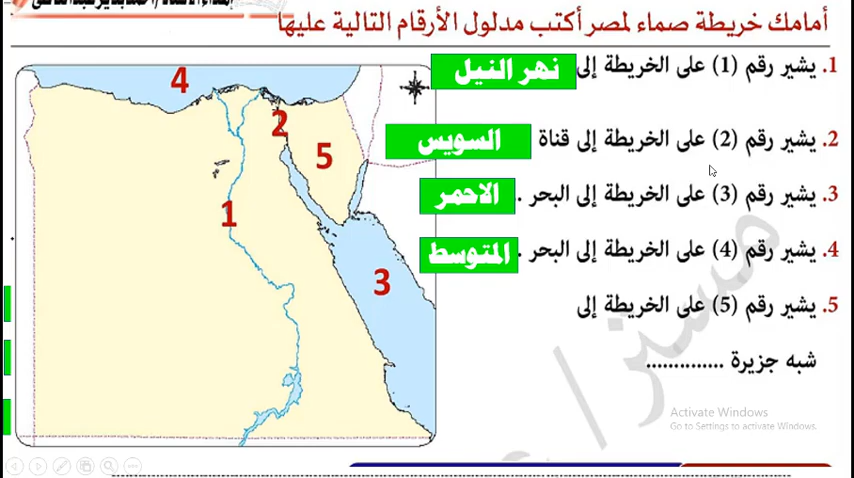 أمامك خريطة صماء لمصر أكتب مدلول الأرقام التالية عليها
1. يشير رقم (1) على الخريطة إلى نهر النيل
2. يشير رقم (2) على الخريطة إلى قناة السويس
3. يشير رقم (3) على الخريطة إلى البحر . الاحمر
4. يشير رقم (4) على الخريطة إلى البحر . المتوسط
5. يشير رقم (5) على الخريطة إلى
شبه جزيرة ..............
4
2
5
1
3
مستر/
Activate Windows
Go to Settings to activate Windows.